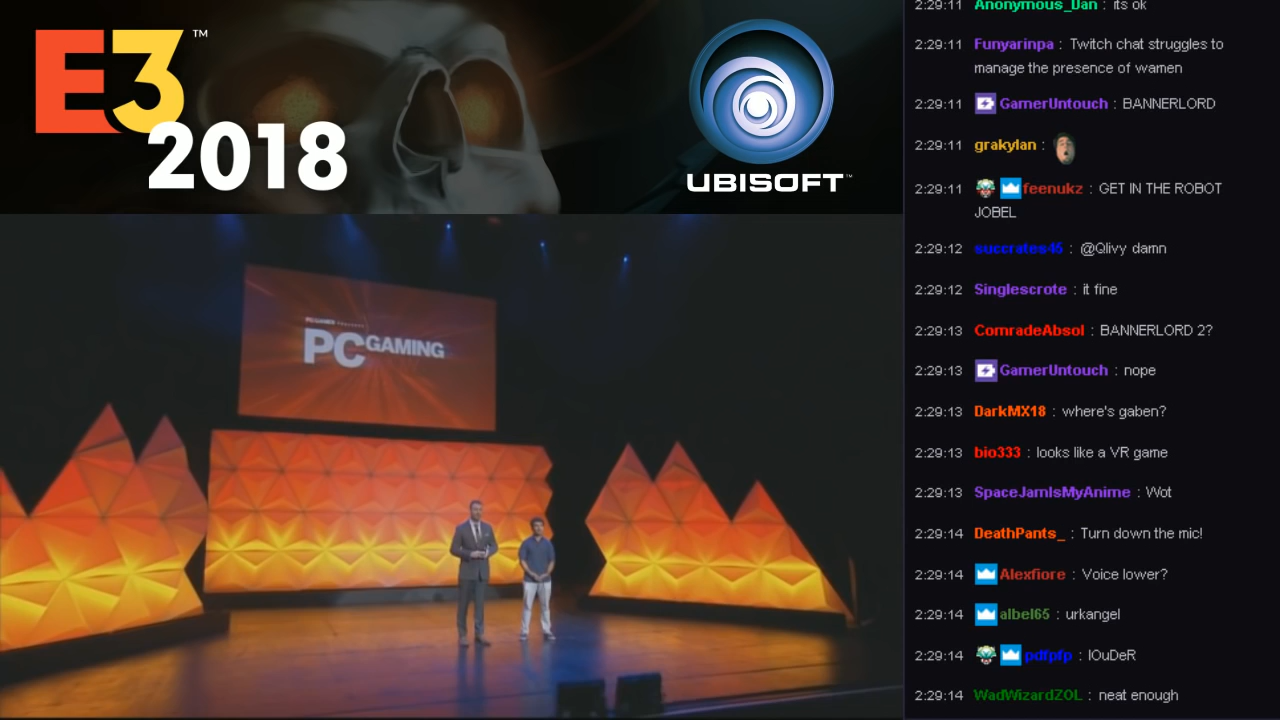 E3™
2018
UBISOFT™
PC GAMING
2:29:11 Anonymous_Dan : its ok
2:29:11 Funyarinpa : Twitch chat struggles to
manage the presence of wamen
2:29:11 GamerUntouch : BANNERLORD
2:29:11 grakylan :
2:29:11 feenukz : GET IN THE ROBOT
JOBEL
2:29:12 succrates45 : @Qlivy damn
2:29:12 Singlescrote : it fine
2:29:13 ComradeAbsol : BANNERLORD 2?
2:29:13 GamerUntouch : nope
2:29:13 DarkMX18 : where's gaben?
2:29:13 bio333 : looks like a VR game
2:29:13 SpaceJamIsMyAnime : Wot
2:29:14 DeathPants_ : Turn down the mic!
2:29:14 Alexfiore : Voice lower?
2:29:14 albel65 : urkangel
2:29:14 pdfpfp : lOuDeR
2:29:14 WadWizardZOL : neat enough